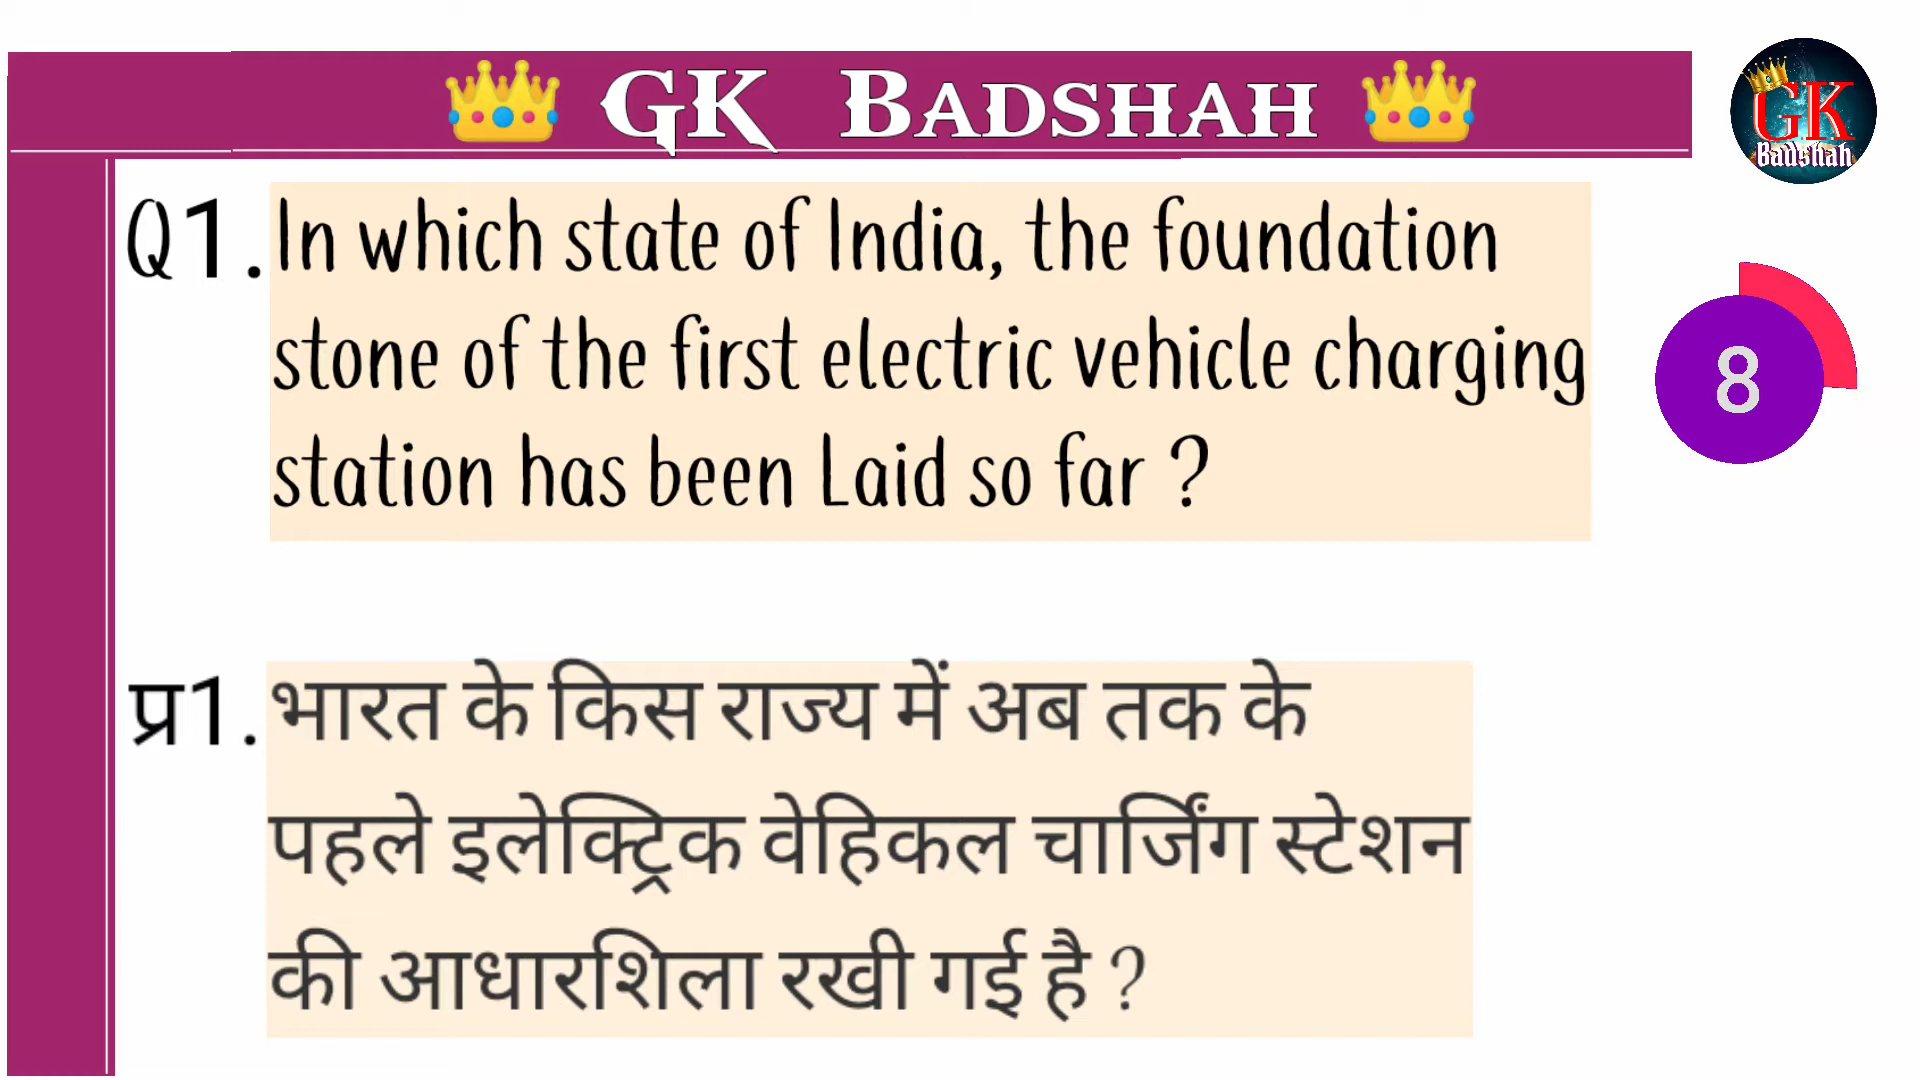 GK BADSHAH
GK
Badshah
Q1. In which state of India, the foundation
stone of the first electric vehicle charging
station has been Laid so far ?
8
प्र1. भारत के किस राज्य में अब तक के
पहले इलेक्ट्रिक वेहिकल चार्जिंग स्टेशन
की आधारशिला रखी गई है ?